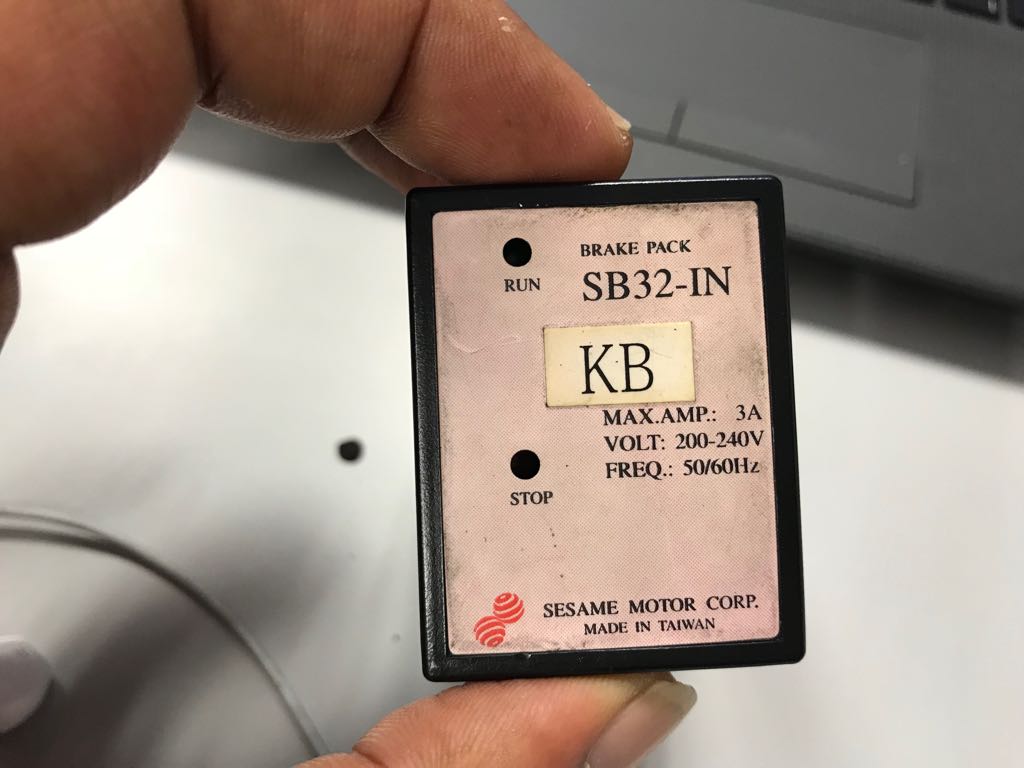 BRAKE PACK
RUN
SB32-IN
KB
MAX.AMP.: 3A
VOLT: 200-240V
FREQ.: 50/60Hz
STOP
SESAME MOTOR CORP.
MADE IN TAIWAN